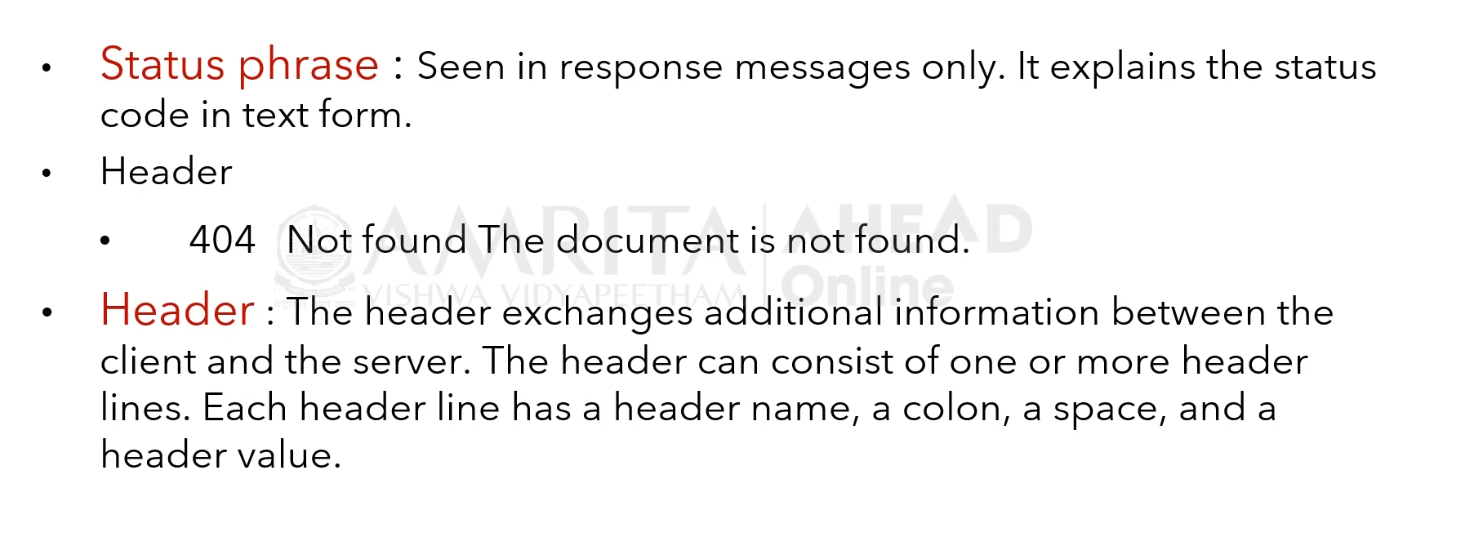 • Status phrase : Seen in response messages only. It explains the status
code in text form.
• Header
• 404 Not found The document is not found.
AMRITA VISHWA VIDYAPEETHAM | AHEAD Online
• Header : The header exchanges additional information between the
client and the server. The header can consist of one or more header
lines. Each header line has a header name, a colon, a space, and a
header value.